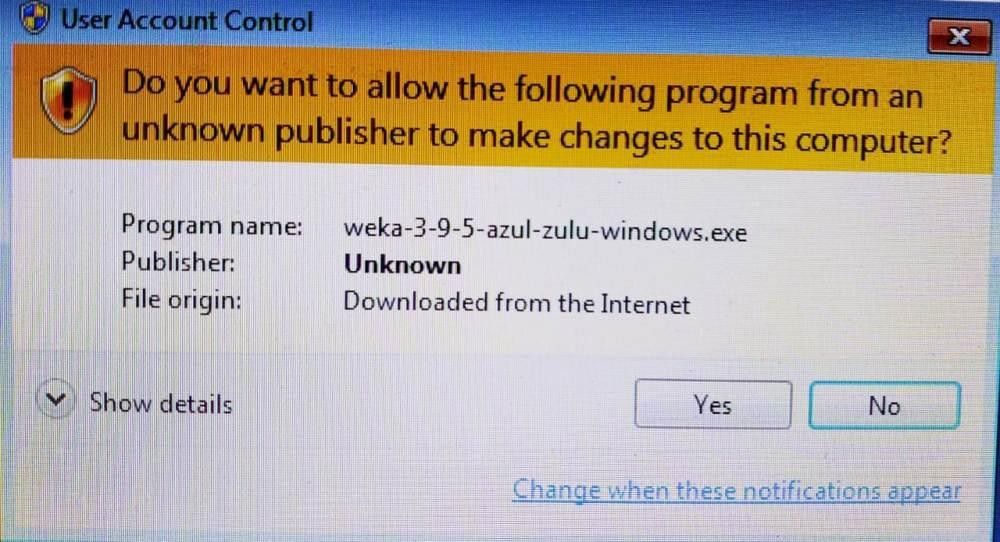 User Account Control
Do you want to allow the following program from an
unknown publisher to make changes to this computer?
Program name: weka-3-9-5-azul-zulu-windows.exe
Publisher: Unknown
File origin: Downloaded from the Internet
Show details
Yes
No
Change when these notifications appear